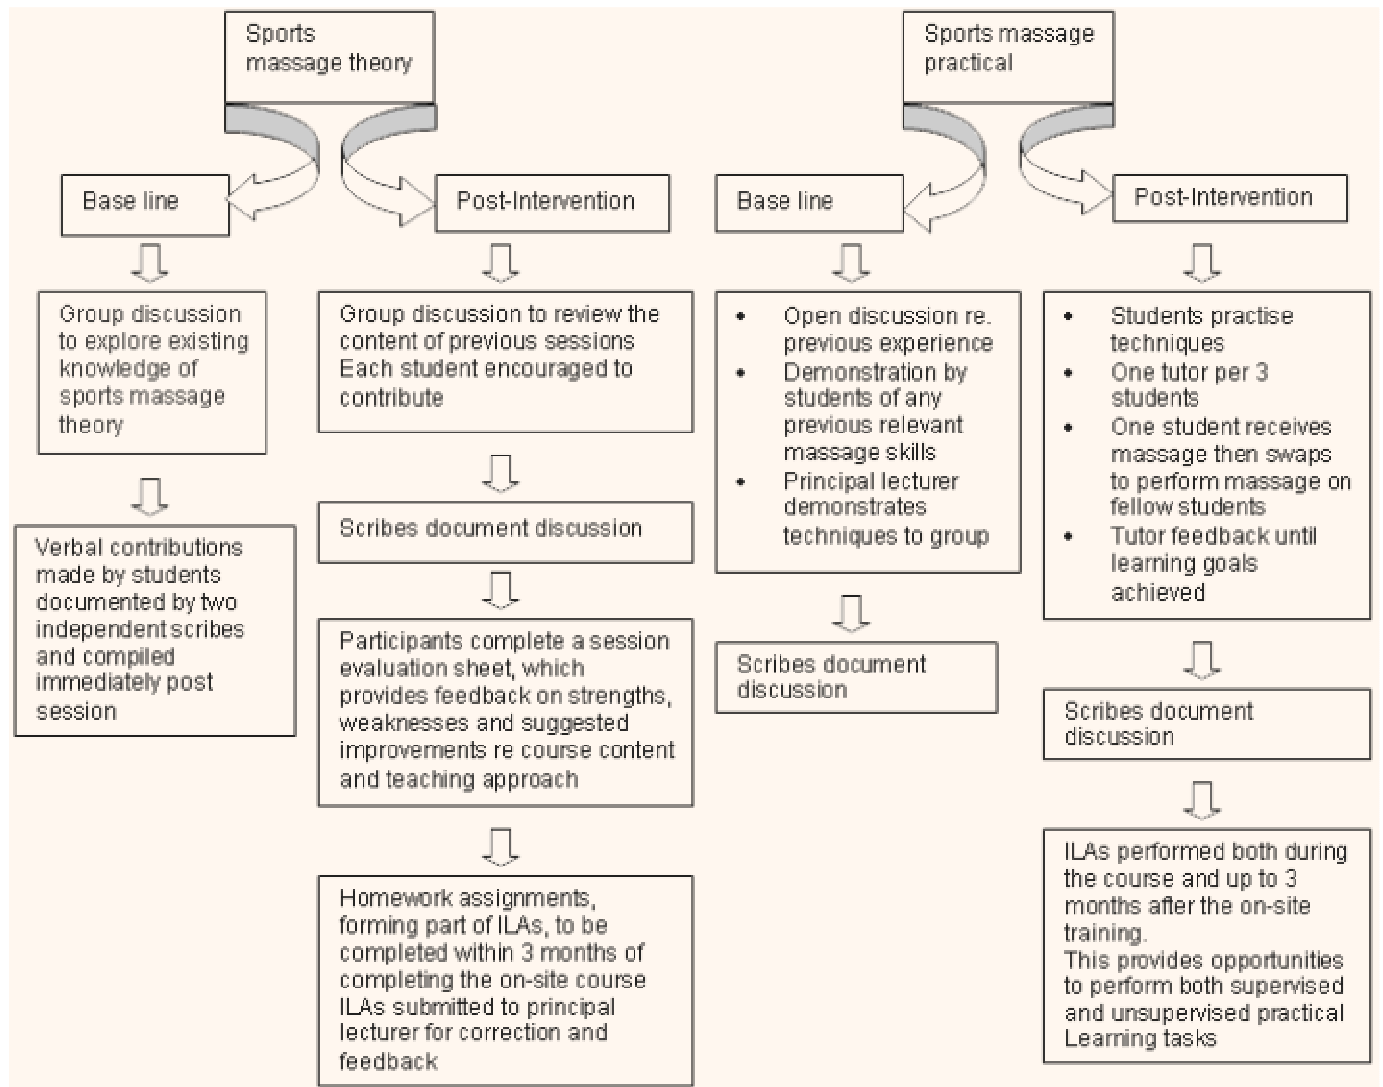 Sports
massage theory
Base line
Group discussion
to explore existing
knowledge of
sports massage
theory
Verbal contributions
made by students
documented by two
independent scribes
and compiled
immediately post
session
Post-Intervention
Group discussion to review the
content of previous sessions
Each student encouraged to
contribute
Scribes document discussion
Participants complete a session
evaluation sheet, which
provides feedback on strengths,
weaknesses and suggested
improvements re course content
and teaching approach
Homework assignments,
forming part of ILAs, to be
completed within 3 months of
completing the on-site course
ILAs submitted to principal
lecturer for correction and
feedback
Sports massage
practical
Base line
• Open discussion re.
previous experience
• Demonstration by
students of any
previous relevant
massage skills
• Principal lecturer
demonstrates
techniques to group
Scribes document
discussion
Post-Intervention
• Students practise
techniques
• One tutor per 3
students
• One student receives
massage then swaps
to perform massage on
fellow students
• Tutor feedback until
learning goals
achieved
Scribes document
discussion
ILAs performed both during
the course and up to 3
months after the on-site
training.
This provides opportunities
to perform both supervised
and unsupervised practical
Learning tasks